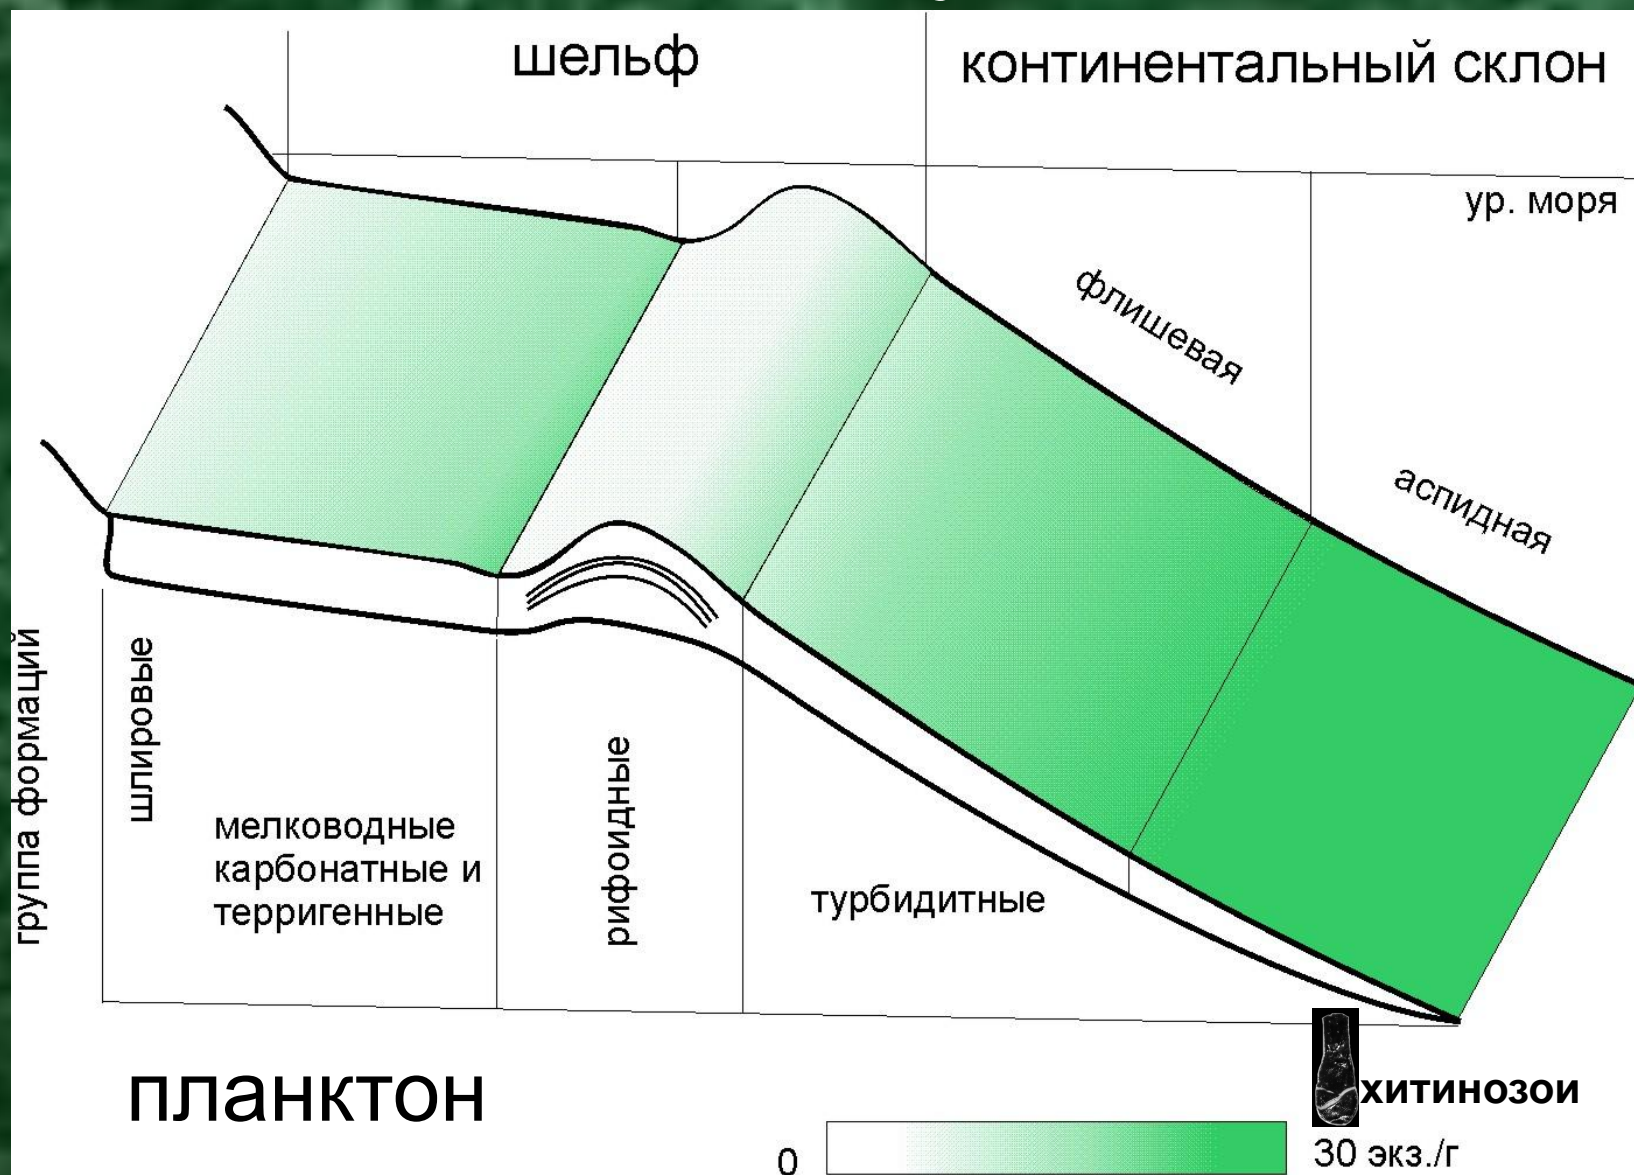 шельф
континентальный склон
ур. моря
флишевая
аспидная
группа формаций
шлировые
мелководные
карбонатные и
терригенные
рифоидные
турбидитные
планктон
хитинозои
0
30 экз./г